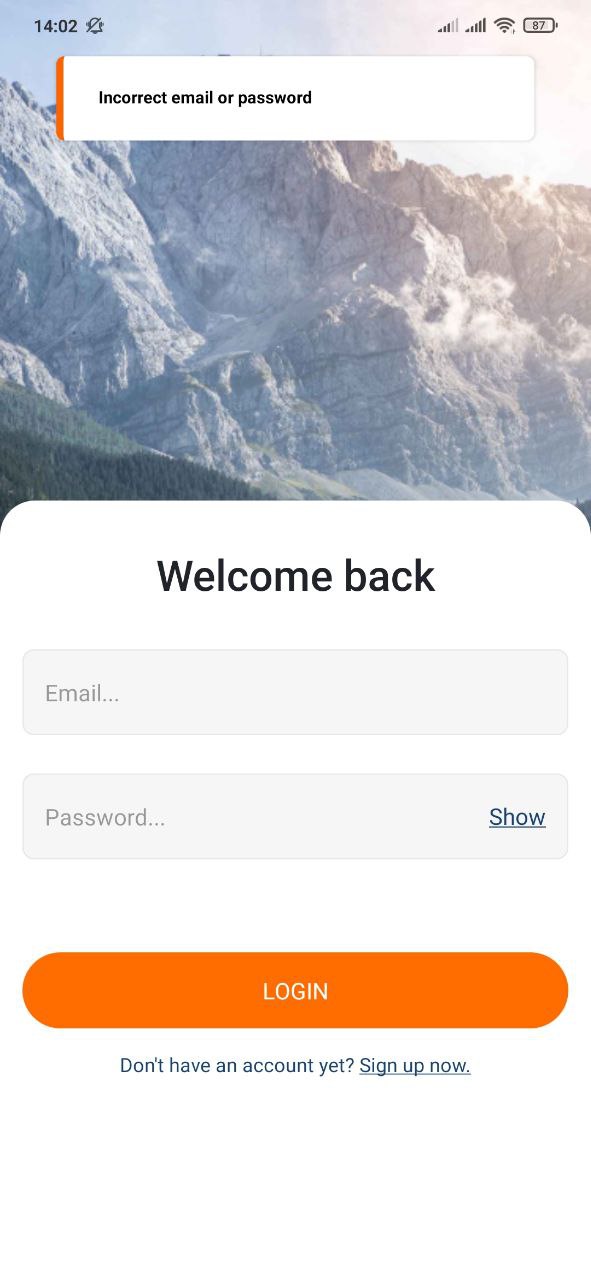 14:02
87
Incorrect email or password
Welcome back
Email...
Password...
Show
LOGIN
Don't have an account yet? Sign up now.